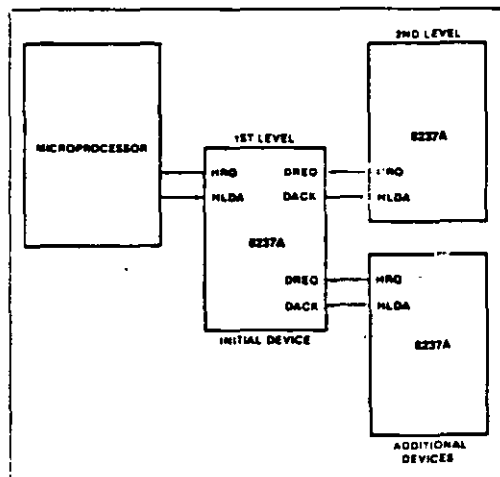 2ND LEVEL
8237A
MICROPROCESSOR
1ST LEVEL
HRQ
HLDA
DREQ
DACK
HRQ
HLDA
8237A
DREQ
DACK
HRQ
HLDA
8237A
INITIAL DEVICE
ADDITIONAL
DEVICES